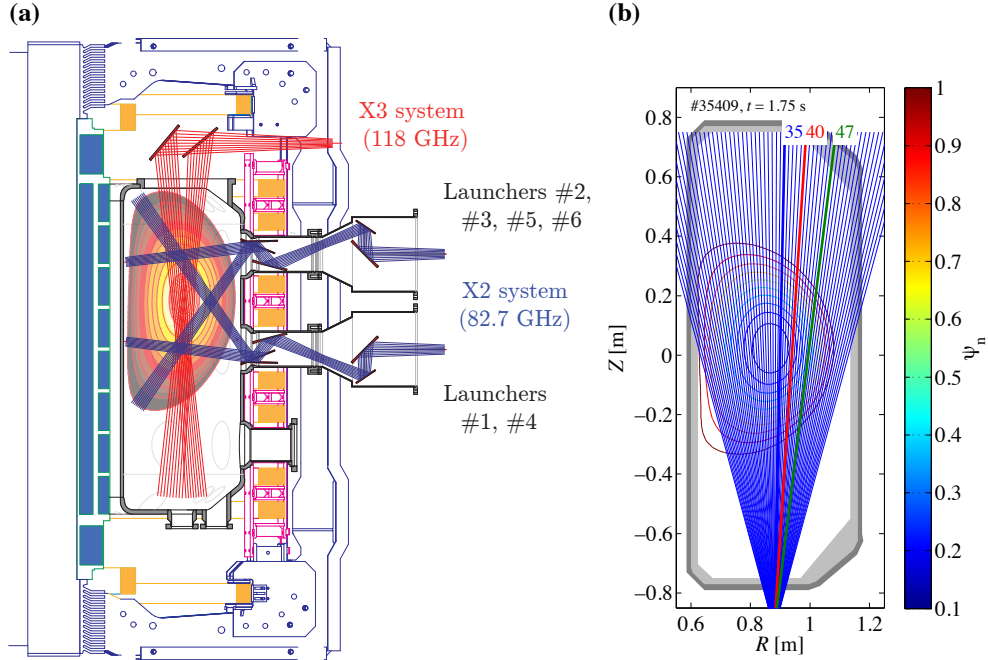 (a)
X3 system
(118 GHz)
Launchers #2,
#3, #5, #6
X2 system
(82.7 GHz)
Launchers
#1, #4
(b)
#35409, t = 1.75 s
35 40 47
0.8
0.6
0.4
0.2
0
−0.2
−0.4
−0.6
−0.8
Z [m]
0.6 0.8 1 1.2
R [m]
1
0.9
0.8
0.7
0.6
0.5
0.4
0.3
0.2
0.1
ψ_n